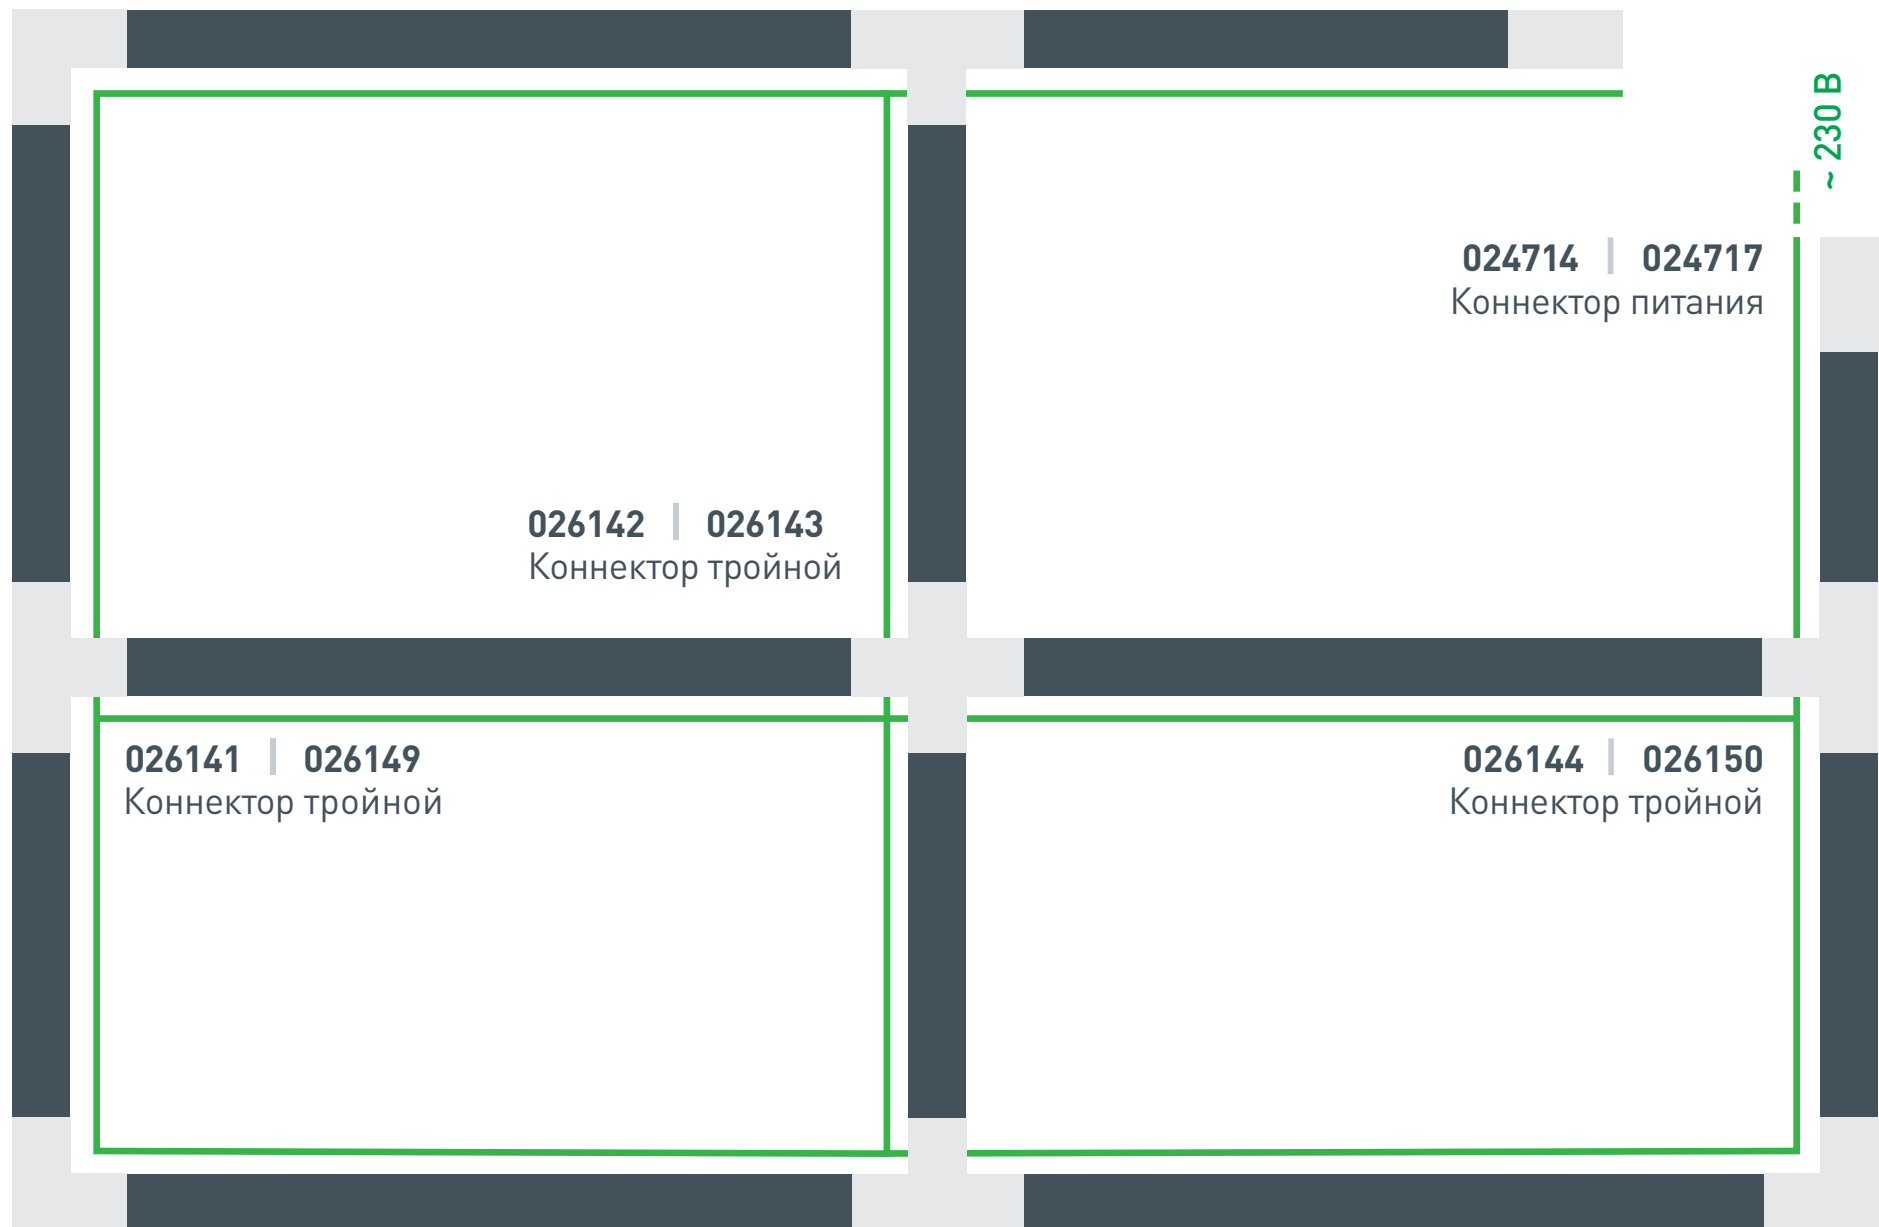 ~ 230 В
024714 | 024717
Коннектор питания
026142 | 026143
Коннектор тройной
026141 | 026149
Коннектор тройной
026144 | 026150
Коннектор тройной